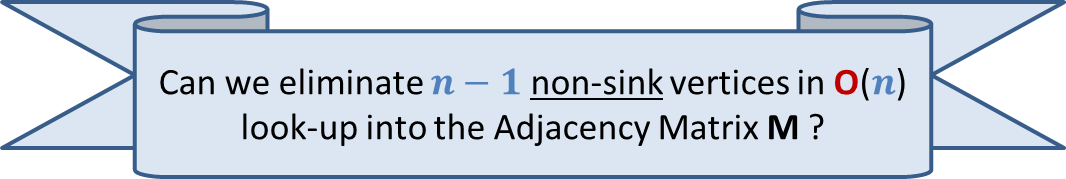 Can we eliminate n − 1 non-sink vertices in O(n)
look-up into the Adjacency Matrix M ?